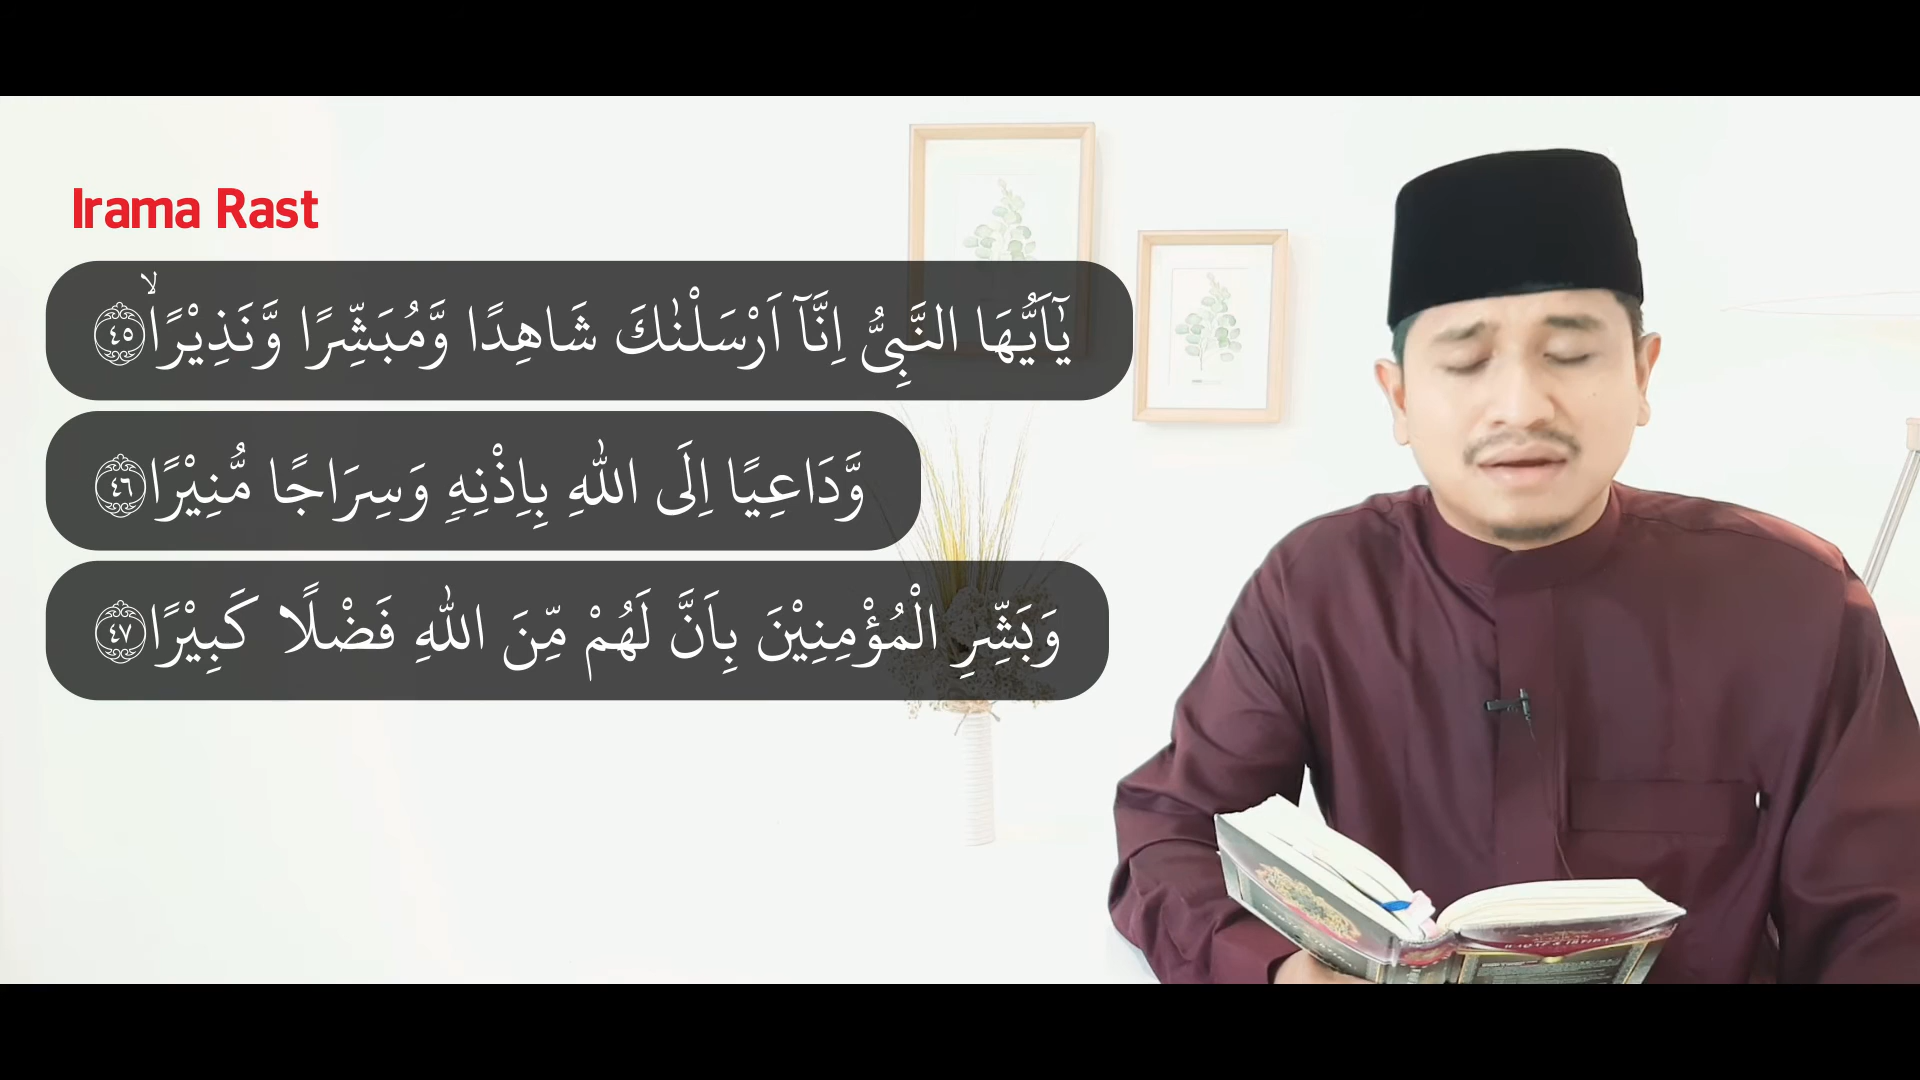 Irama Rast
يٰٓاَيُّهَا النَّبِيُّ اِنَّآ اَرْسَلْنٰكَ شَاهِدًا وَّمُبَشِّرًا وَّنَذِيْرًاۙ ٤٥
وَّدَاعِيًا اِلَى اللّٰهِ بِاِذْنِهٖ وَسِرَاجًا مُّنِيْرًا ٤٦
وَبَشِّرِ الْمُؤْمِنِيْنَ بِاَنَّ لَهُمْ مِّنَ اللّٰهِ فَضْلًا كَبِيْرًا ٤٧